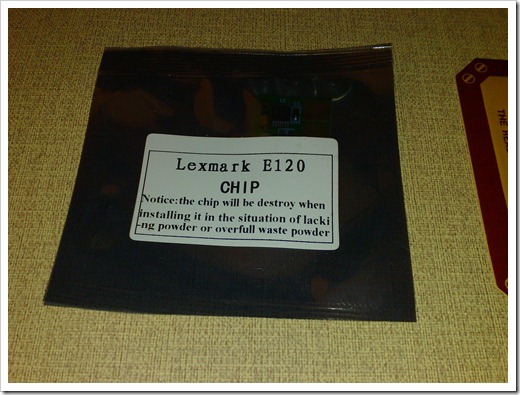 Lexmark E120
CHIP
Notice:the chip will be destroy when
installing it in the situation of lacki
-ng powder or overfull waste powder
THE